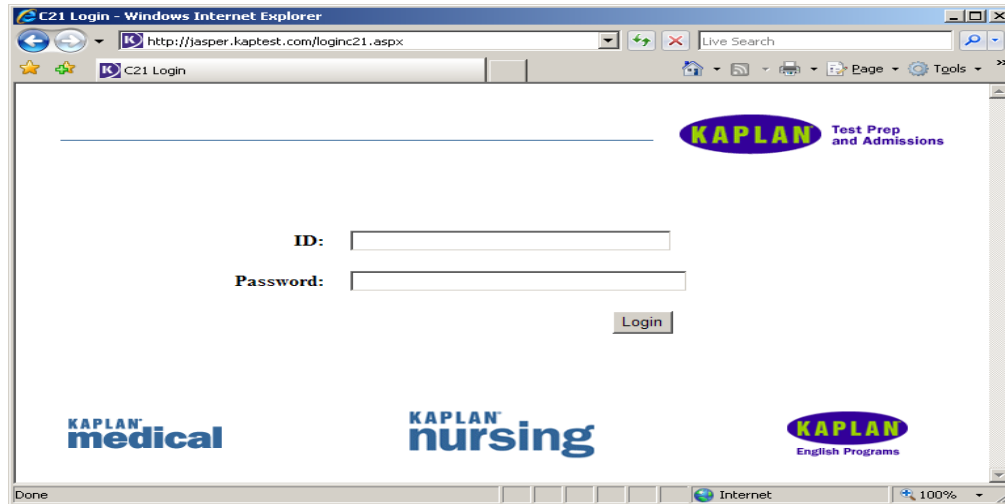 C21 Login - Windows Internet Explorer
http://jasper.kaptest.com/loginc21.aspx
Live Search
C21 Login
Page
Tools
KAPLAN Test Prep
and Admissions
ID:
Password:
Login
KAPLAN
medical
KAPLAN
nursing
KAPLAN
English Programs
Done
Internet
100%